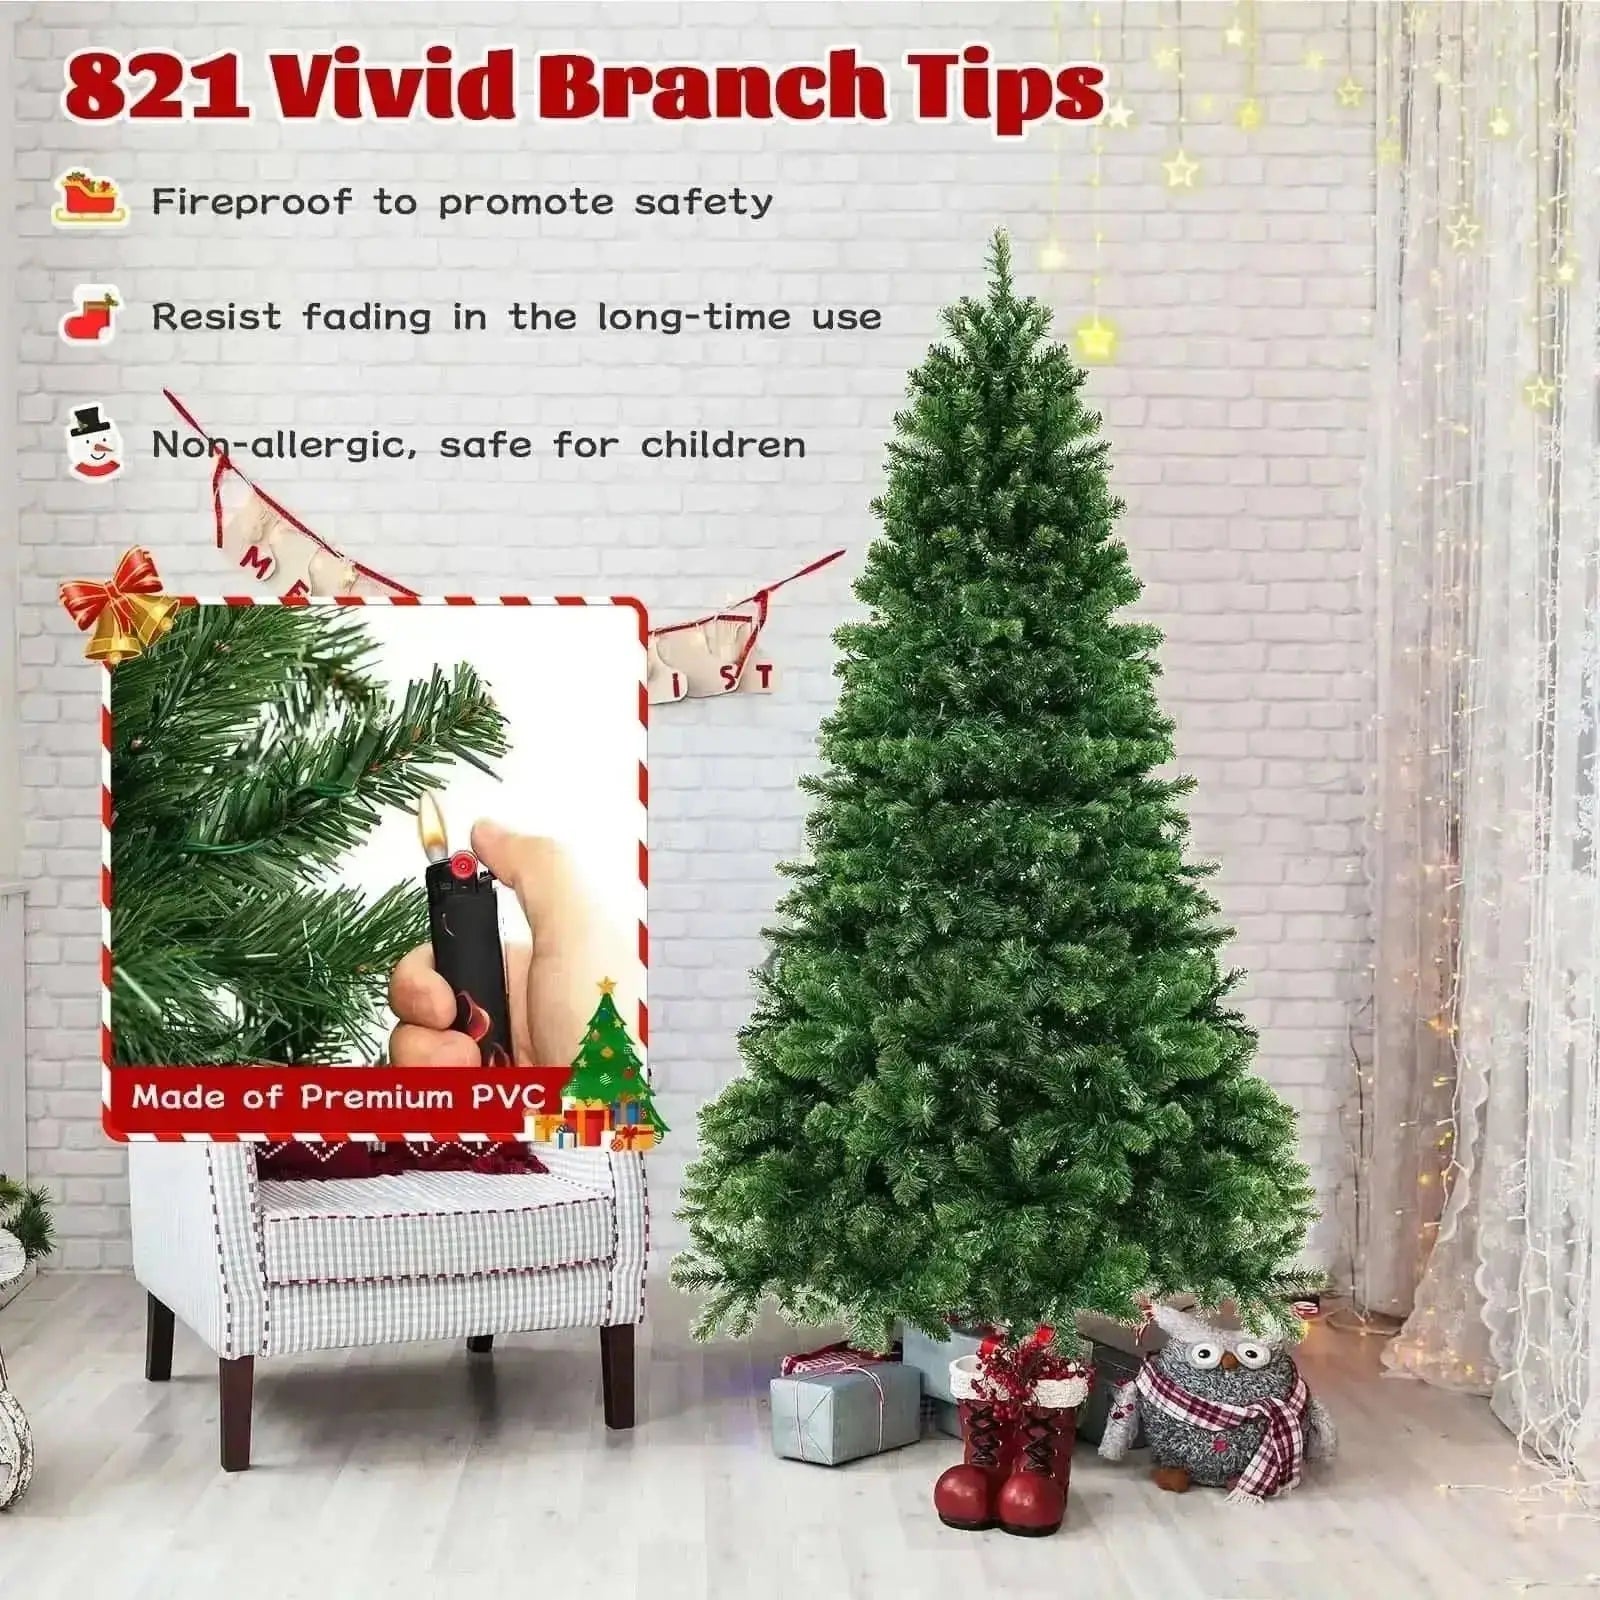 821 Vivid Branch Tips
Fireproof to promote safety
Resist fading in the long-time use
Non-allergic, safe for children
M E
I S T
Made of Premium PVC